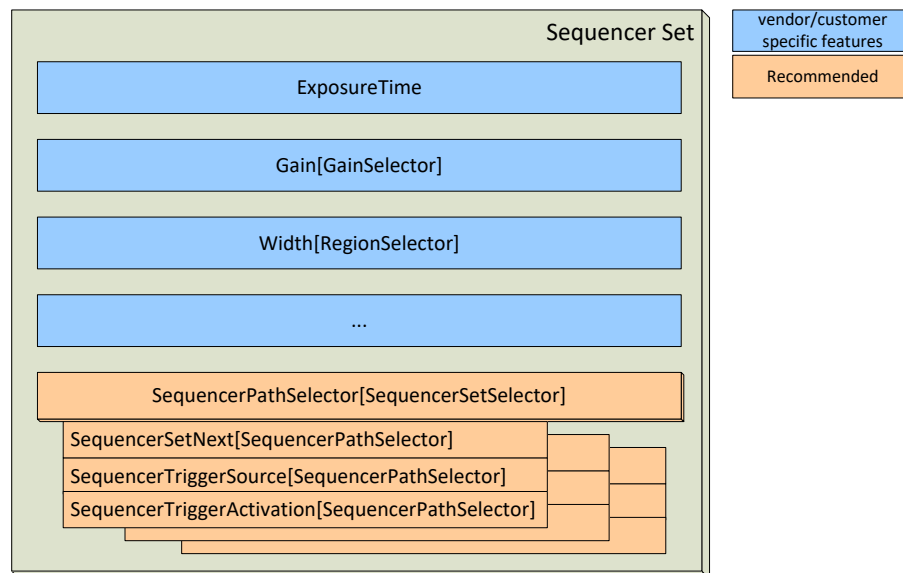 Sequencer Set
vendor/customer
specific features
Recommended
ExposureTime
Gain[GainSelector]
Width[RegionSelector]
...
SequencerPathSelector[SequencerSetSelector]
SequencerSetNext[SequencerPathSelector]
SequencerTriggerSource[SequencerPathSelector]
SequencerTriggerActivation[SequencerPathSelector]